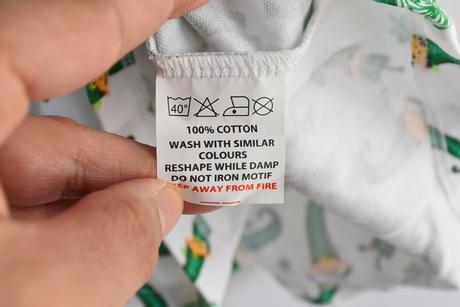 40°
100% COTTON
WASH WITH SIMILAR
COLOURS
RESHAPE WHILE DAMP
DO NOT IRON MOTIF
AWAY FROM FIRE